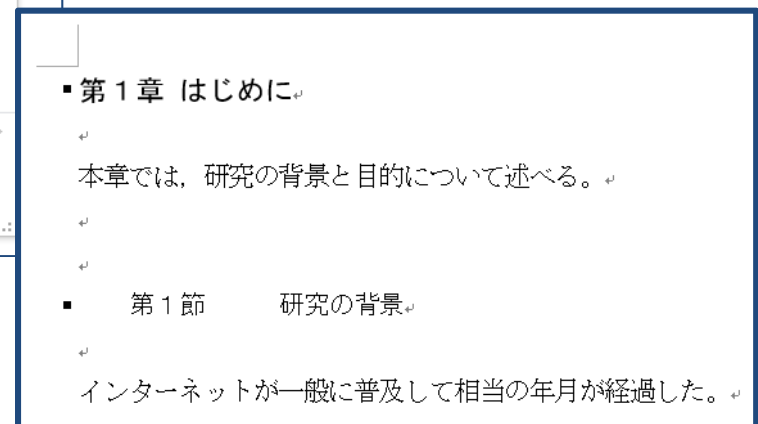 第１章 はじめに
本章では，研究の背景と目的について述べる。
第１節 研究の背景
インターネットが一般に普及して相当の年月が経過した。